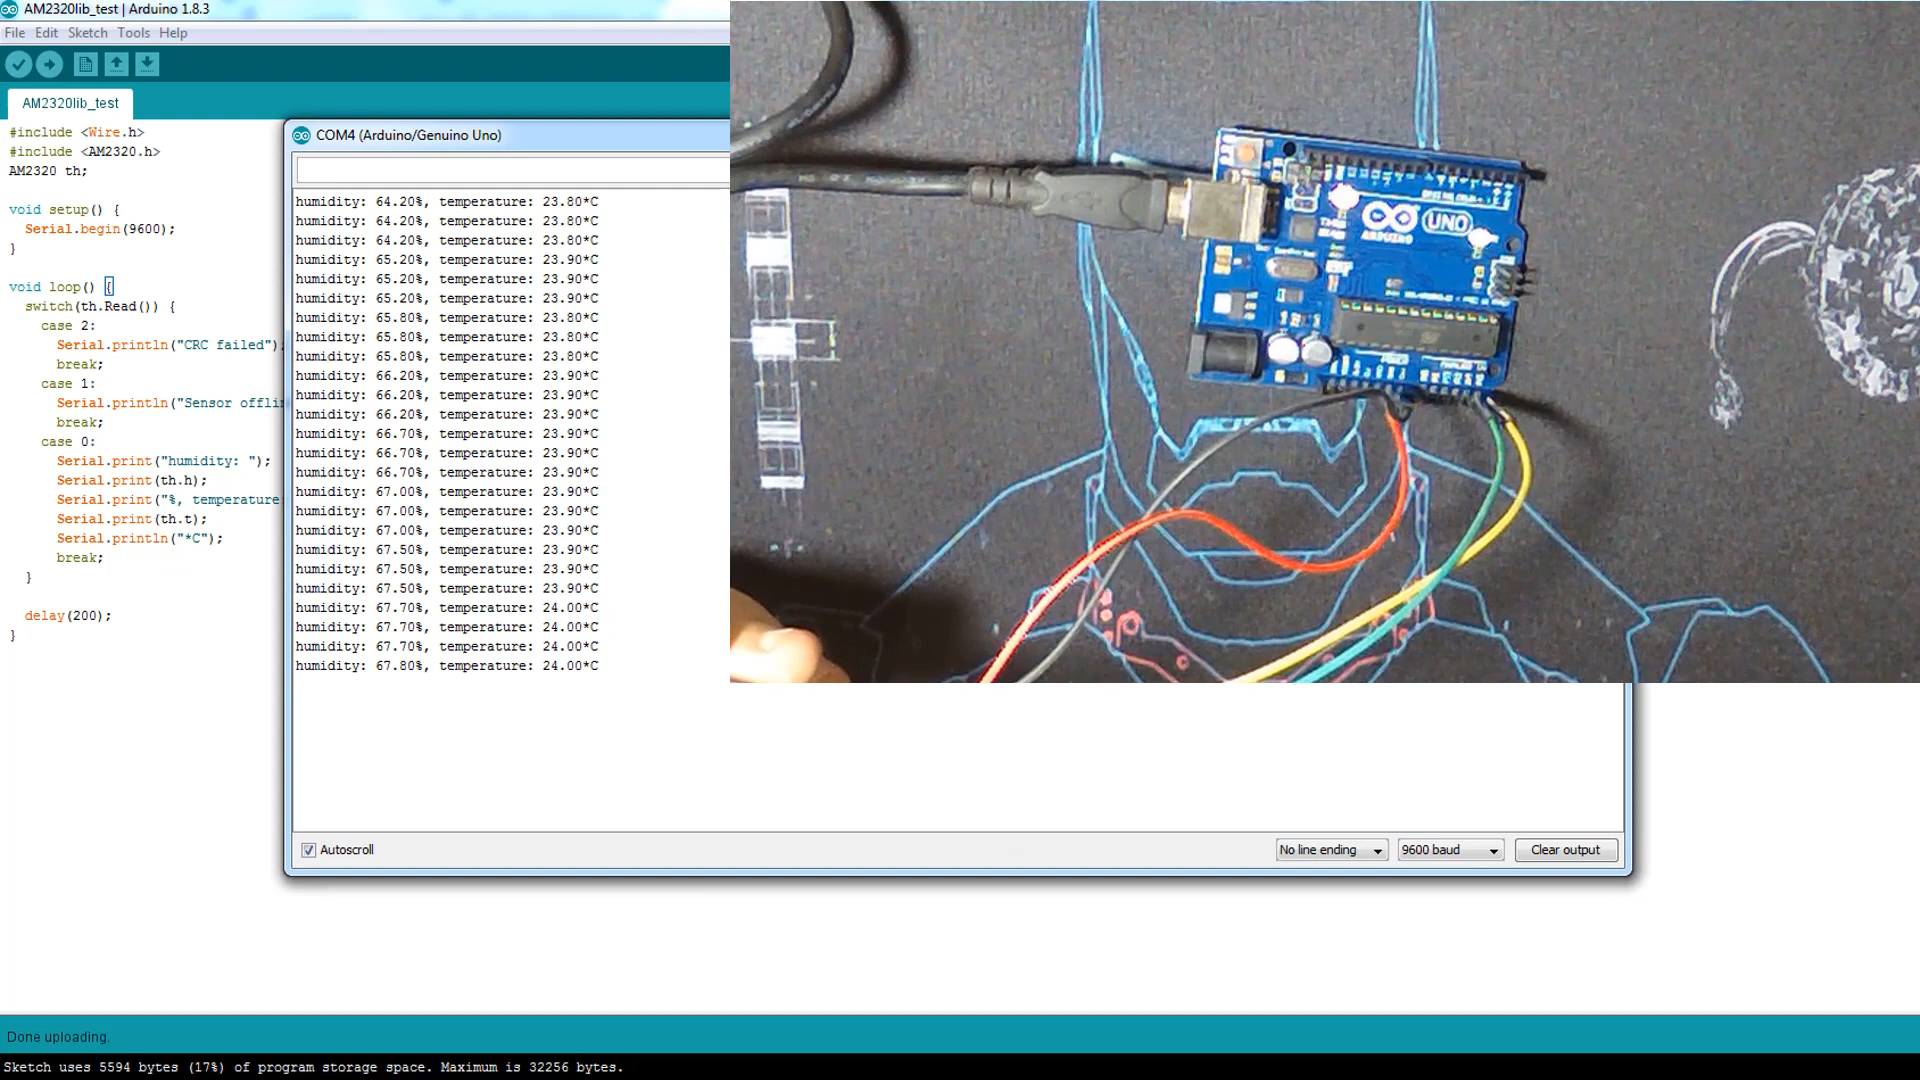 AM2320lib_test | Arduino 1.8.3
File Edit Sketch Tools Help
AM2320lib_test
#include <Wire.h>
#include <AM2320.h>
AM2320 th;
void setup() {
Serial.begin(9600);
}
void loop() {
switch(th.Read()) {
case 2:
Serial.println("CRC failed");
break;
case 1:
Serial.println("Sensor offli
break;
case 0:
Serial.print("humidity: ");
Serial.print(th.h);
Serial.print("%, temperature
Serial.print(th.t);
Serial.println("*C");
break;
}
delay(200);
}
COM4 (Arduino/Genuino Uno)
humidity: 64.20%, temperature: 23.80*C
humidity: 64.20%, temperature: 23.80*C
humidity: 64.20%, temperature: 23.80*C
humidity: 65.20%, temperature: 23.90*C
humidity: 65.20%, temperature: 23.90*C
humidity: 65.20%, temperature: 23.90*C
humidity: 65.80%, temperature: 23.80*C
humidity: 65.80%, temperature: 23.80*C
humidity: 65.80%, temperature: 23.80*C
humidity: 66.20%, temperature: 23.90*C
humidity: 66.20%, temperature: 23.90*C
humidity: 66.20%, temperature: 23.90*C
humidity: 66.70%, temperature: 23.90*C
humidity: 66.70%, temperature: 23.90*C
humidity: 66.70%, temperature: 23.90*C
humidity: 67.00%, temperature: 23.90*C
humidity: 67.00%, temperature: 23.90*C
humidity: 67.00%, temperature: 23.90*C
humidity: 67.50%, temperature: 23.90*C
humidity: 67.50%, temperature: 23.90*C
humidity: 67.50%, temperature: 23.90*C
humidity: 67.70%, temperature: 24.00*C
humidity: 67.70%, temperature: 24.00*C
humidity: 67.70%, temperature: 24.00*C
humidity: 67.80%, temperature: 24.00*C
UNO
ARDUINO
Autoscroll
No line ending
9600 baud
Clear output
Done uploading.
Sketch uses 5594 bytes (17%) of program storage space. Maximum is 32256 bytes.